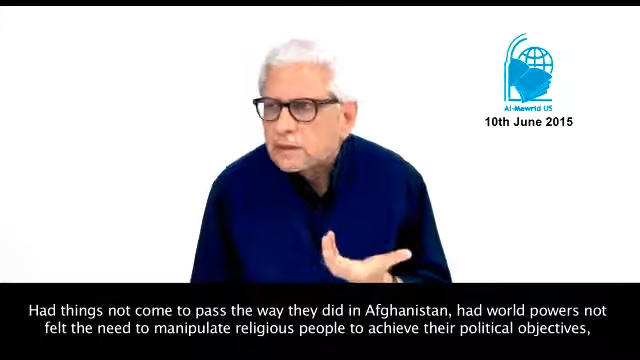 Al-Mawrid US
10th June 2015
Had things not come to pass the way they did in Afghanistan, had world powers not
felt the need to manipulate religious people to achieve their political objectives,